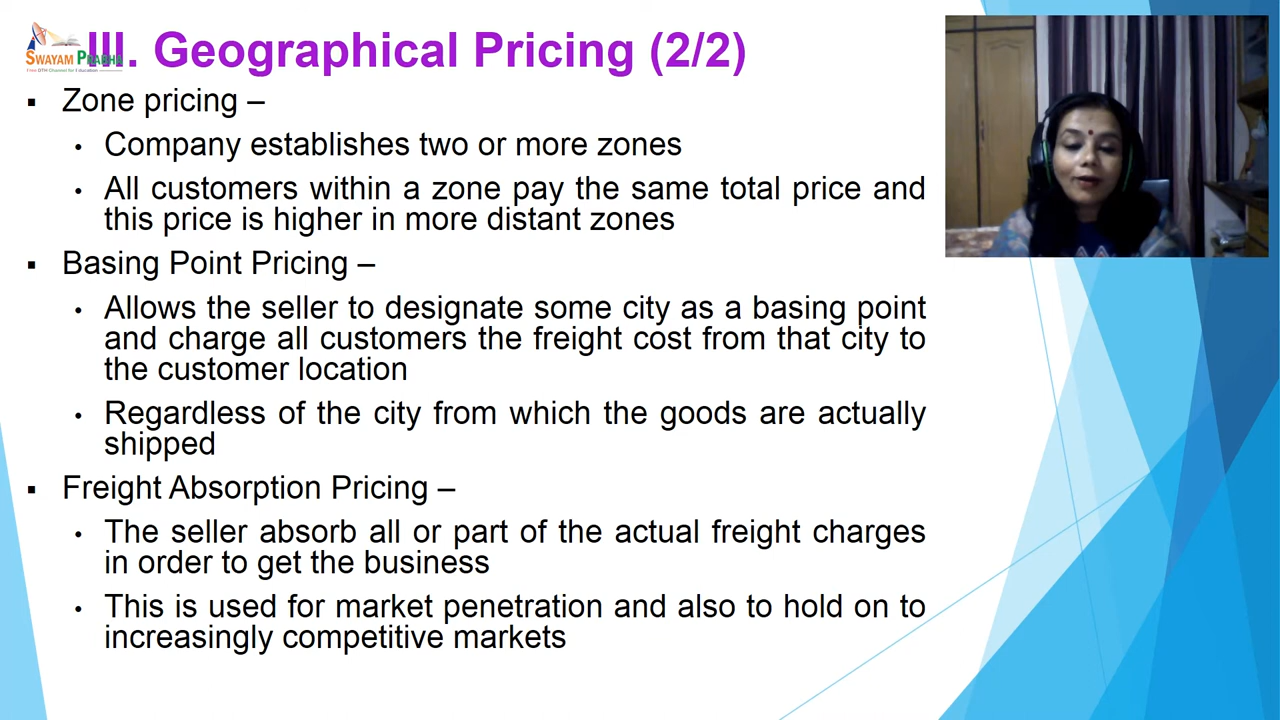 III. Geographical Pricing (2/2)
SWAYAM PRABHA
▪ Zone pricing –
• Company establishes two or more zones
• All customers within a zone pay the same total price and
this price is higher in more distant zones
▪ Basing Point Pricing –
• Allows the seller to designate some city as a basing point
and charge all customers the freight cost from that city to
the customer location
• Regardless of the city from which the goods are actually
shipped
▪ Freight Absorption Pricing –
• The seller absorb all or part of the actual freight charges
in order to get the business
• This is used for market penetration and also to hold on to
increasingly competitive markets